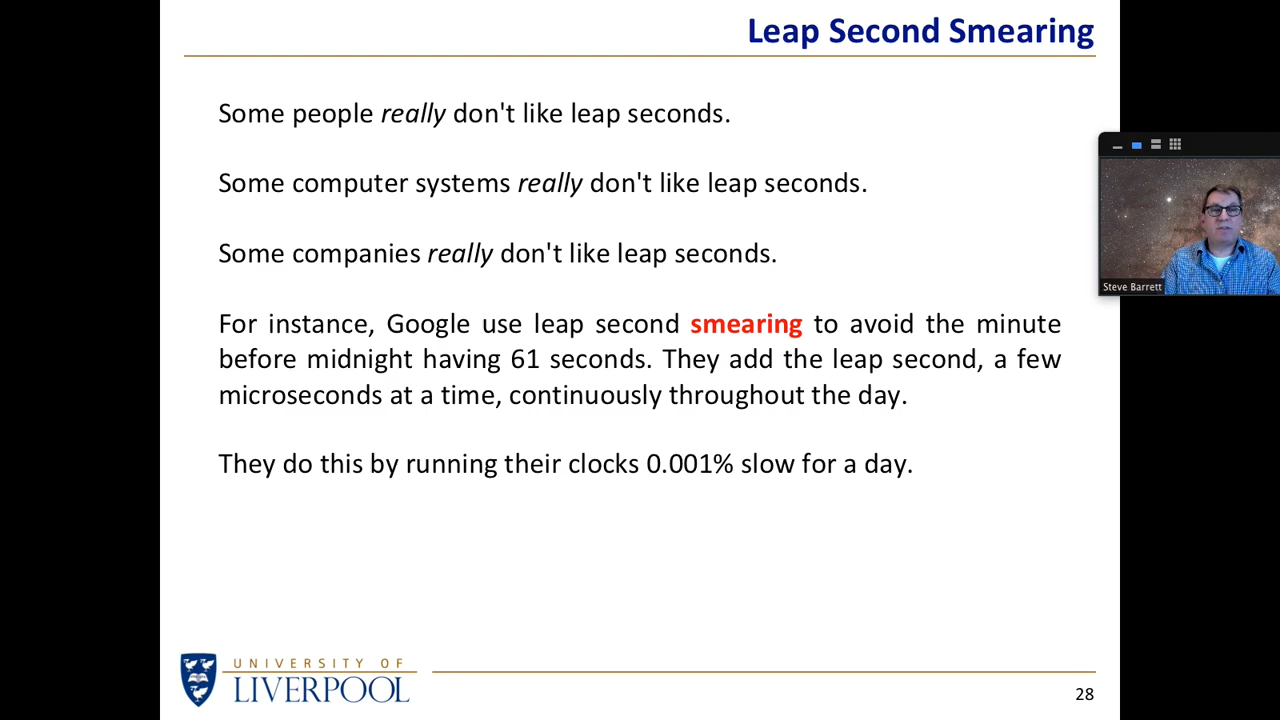 Leap Second Smearing
Some people really don't like leap seconds.
Some computer systems really don't like leap seconds.
Some companies really don't like leap seconds.
For instance, Google use leap second smearing to avoid the minute
before midnight having 61 seconds. They add the leap second, a few
microseconds at a time, continuously throughout the day.
They do this by running their clocks 0.001% slow for a day.
Steve Barrett
UNIVERSITY OF
LIVERPOOL
28